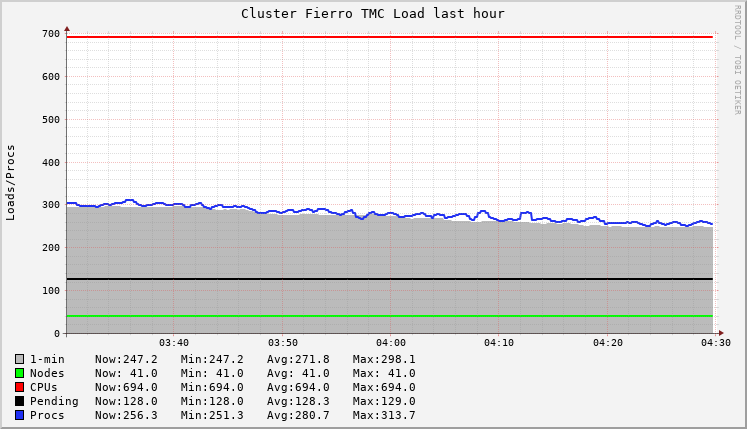 Cluster Fierro TMC Load last hour
RRDTOOL / TOBI OETIKER
Loads/Procs
700
600
500
400
300
200
100
0
03:40 03:50 04:00 04:10 04:20 04:30
1-min Now:247.2 Min:247.2 Avg:271.8 Max:298.1
Nodes Now: 41.0 Min: 41.0 Avg: 41.0 Max: 41.0
CPUs Now:694.0 Min:694.0 Avg:694.0 Max:694.0
Pending Now:128.0 Min:128.0 Avg:128.3 Max:129.0
Procs Now:256.3 Min:251.3 Avg:280.7 Max:313.7